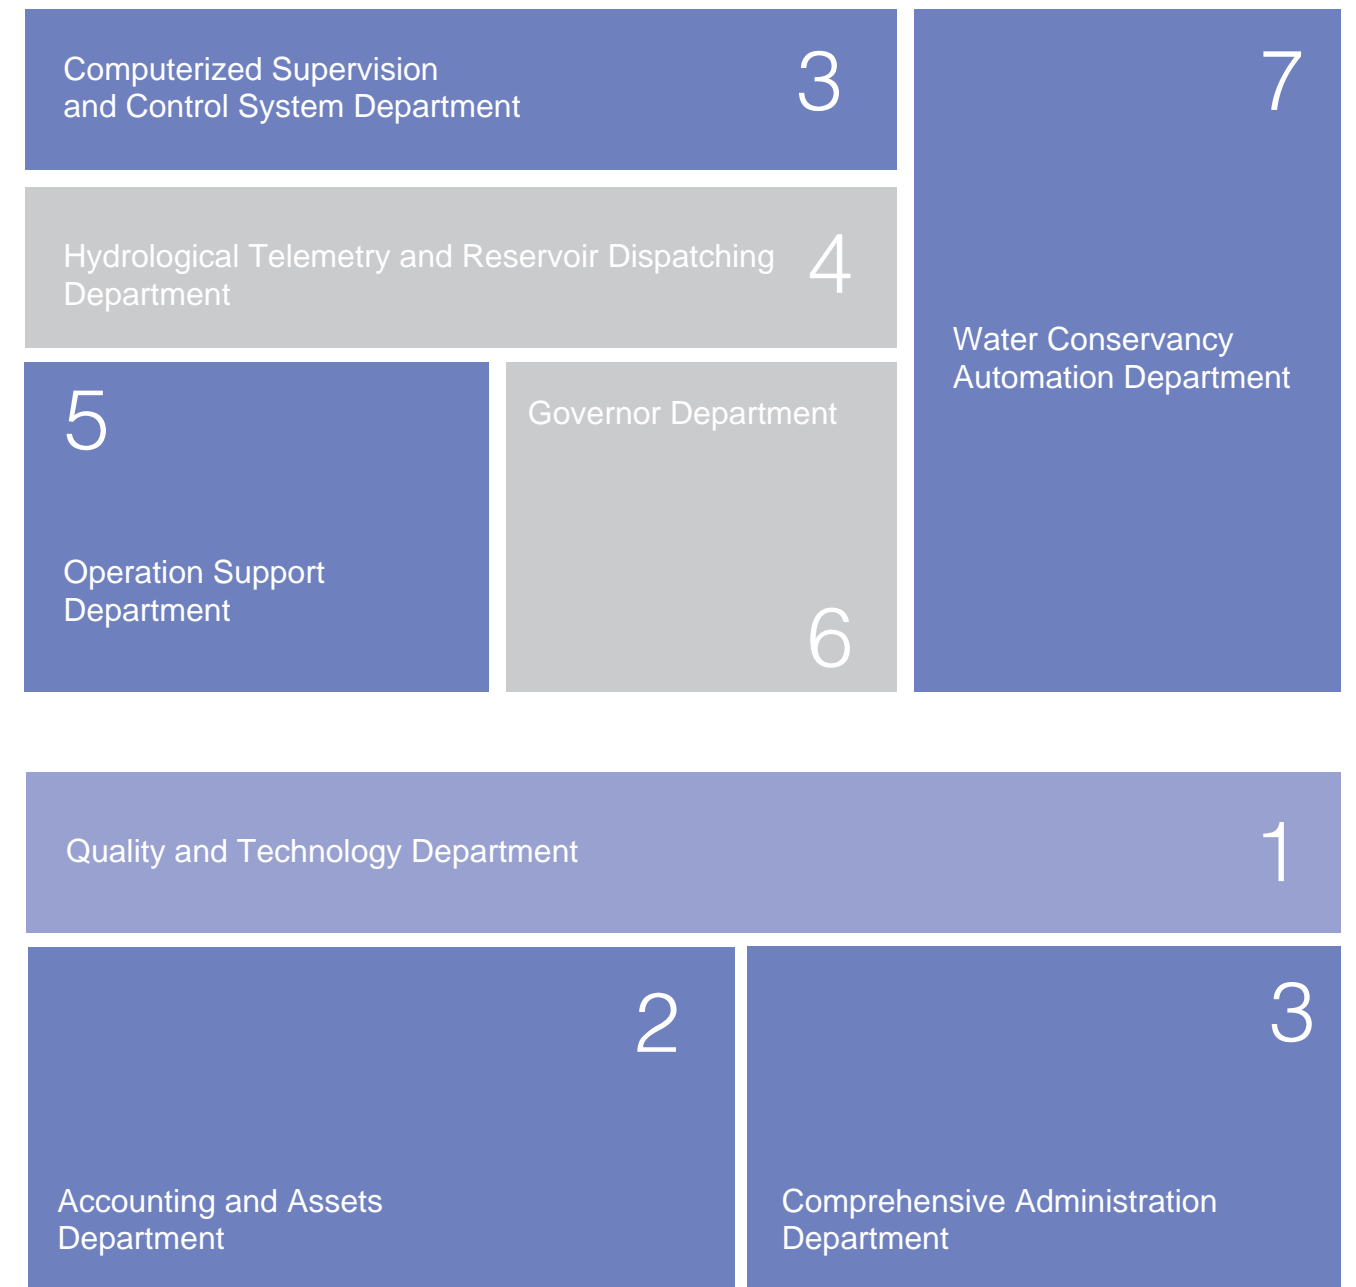 Computerized Supervision
and Control System Department
3
Hydrological Telemetry and Reservoir Dispatching
Department
4
5
Operation Support
Department
Governor Department
6
7
Water Conservancy
Automation Department
Quality and Technology Department
1
2
Accounting and Assets
Department
3
Comprehensive Administration
Department